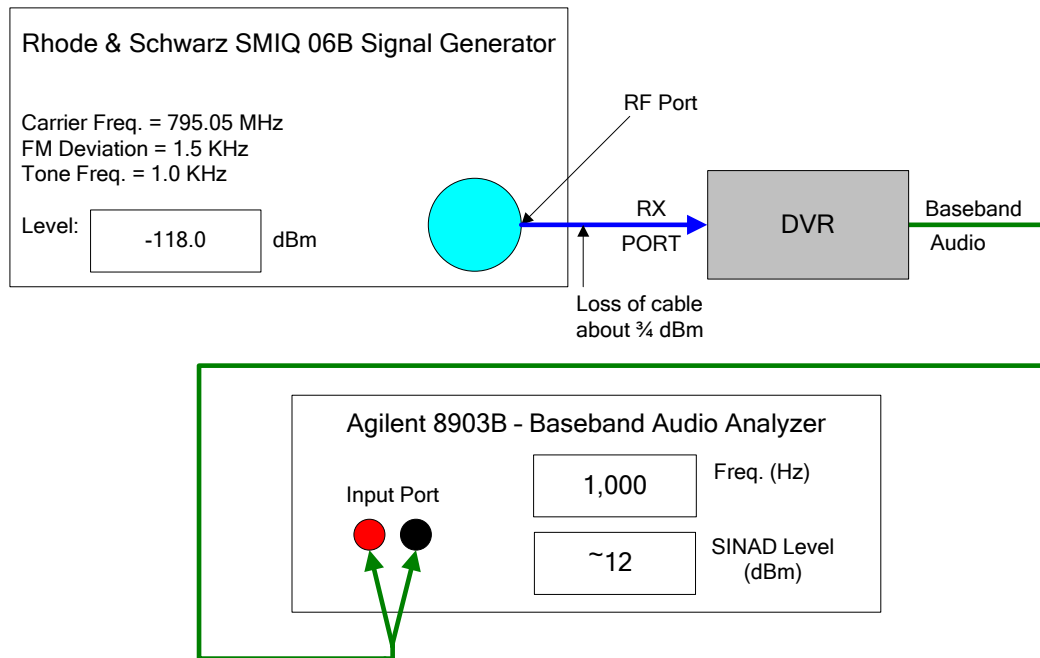 Rhode & Schwarz SMIQ 06B Signal Generator
Carrier Freq. = 795.05 MHz
FM Deviation = 1.5 KHz
Tone Freq. = 1.0 KHz
Level:
-118.0
dBm
RF Port
RX
PORT
DVR
Baseband
Audio
Loss of cable
about ¾ dBm
Agilent 8903B – Baseband Audio Analyzer
Input Port
1,000
Freq. (Hz)
~12
SINAD Level
(dBm)